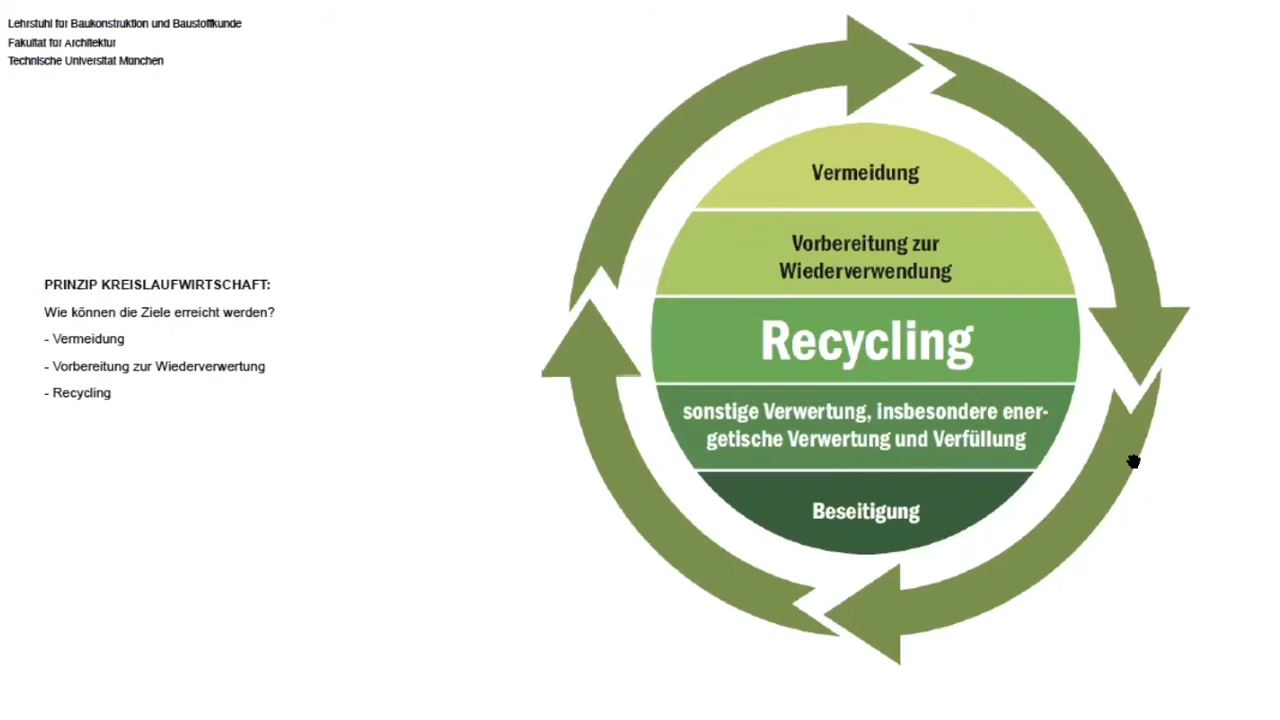 Lehrstuhl für Baukonstruktion und Baustoffkunde
Fakultät für Architektur
Technische Universität München
PRINZIP KREISLAUFWIRTSCHAFT:
Wie können die Ziele erreicht werden?
- Vermeidung
- Vorbereitung zur Wiederverwertung
- Recycling
Vermeidung
Vorbereitung zur
Wiederverwendung
Recycling
sonstige Verwertung, insbesondere ener-
getische Verwertung und Verfüllung
Beseitigung